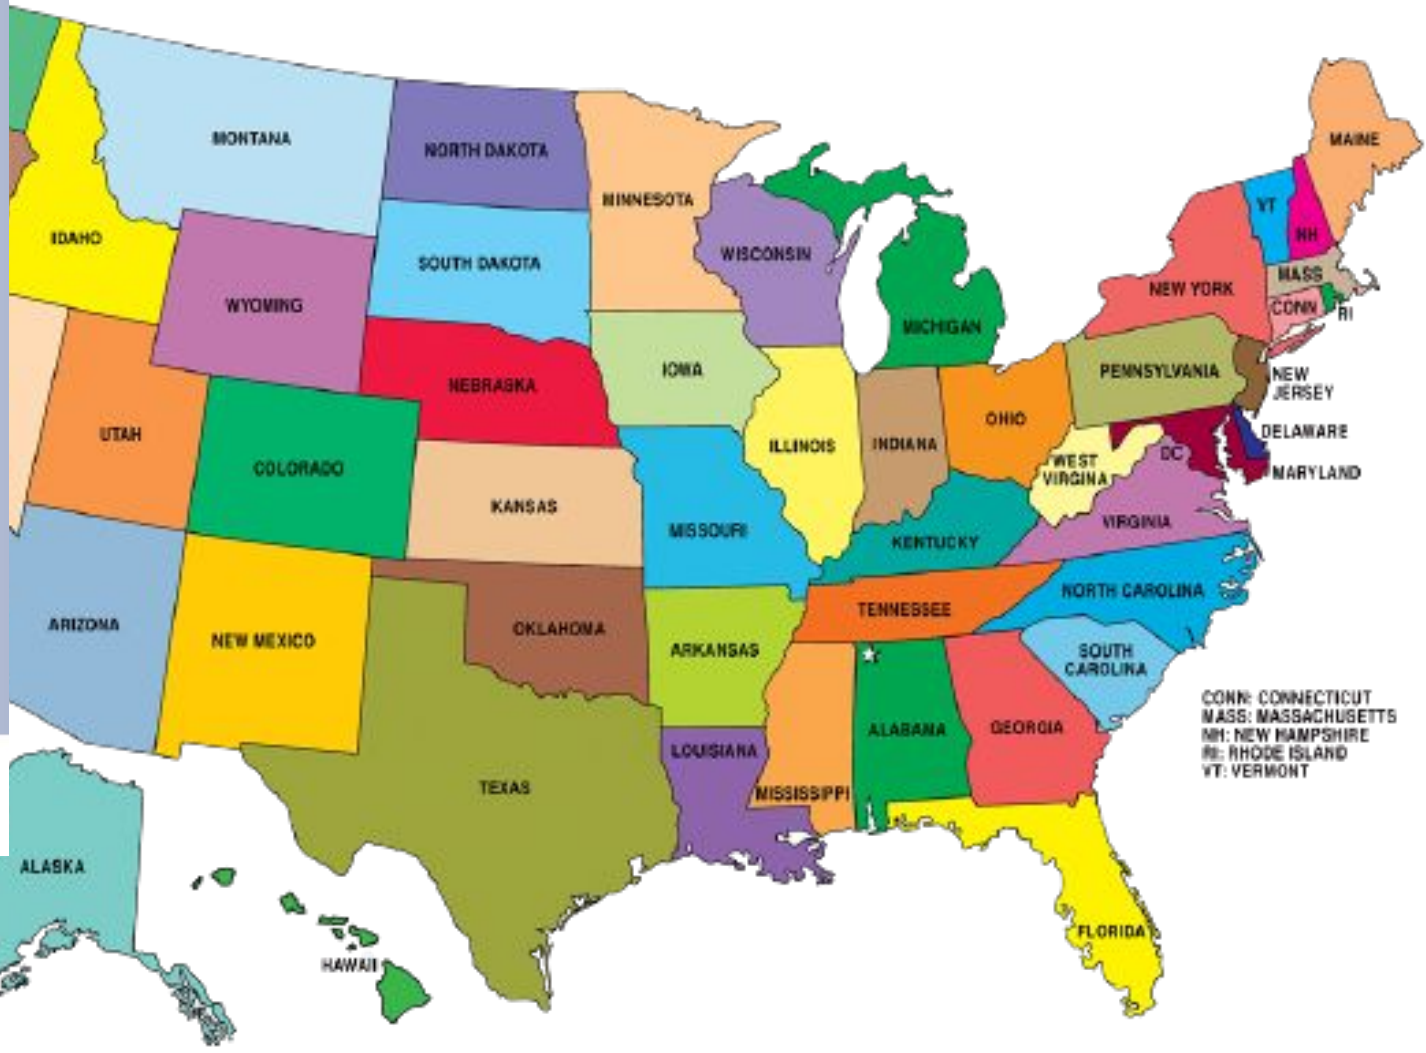 MONTANA
NORTH DAKOTA
MINNESOTA
MAINE
VT
NH
IDAHO
SOUTH DAKOTA
WISCONSIN
MASS
NEW YORK
WYOMING
CONN
RI
MICHIGAN
IOWA
PENNSYLVANIA
NEBRASKA
NEW
JERSEY
UTAH
OHIO
DELAWARE
ILLINOIS
INDIANA
DC
COLORADO
WEST
VIRGINA
MARYLAND
KANSAS
MISSOURI
VIRGINIA
KENTUCKY
NORTH CAROLINA
ARIZONA
NEW MEXICO
OKLAHOMA
TENNESSEE
ARKANSAS
SOUTH
CAROLINA
CONN: CONNECTICUT
MASS: MASSACHUSETTS
NH: NEW HAMPSHIRE
RI: RHODE ISLAND
VT: VERMONT
ALABAMA
GEORGIA
LOUISIANA
TEXAS
MISSISSIPPI
ALASKA
HAWAII
FLORIDA